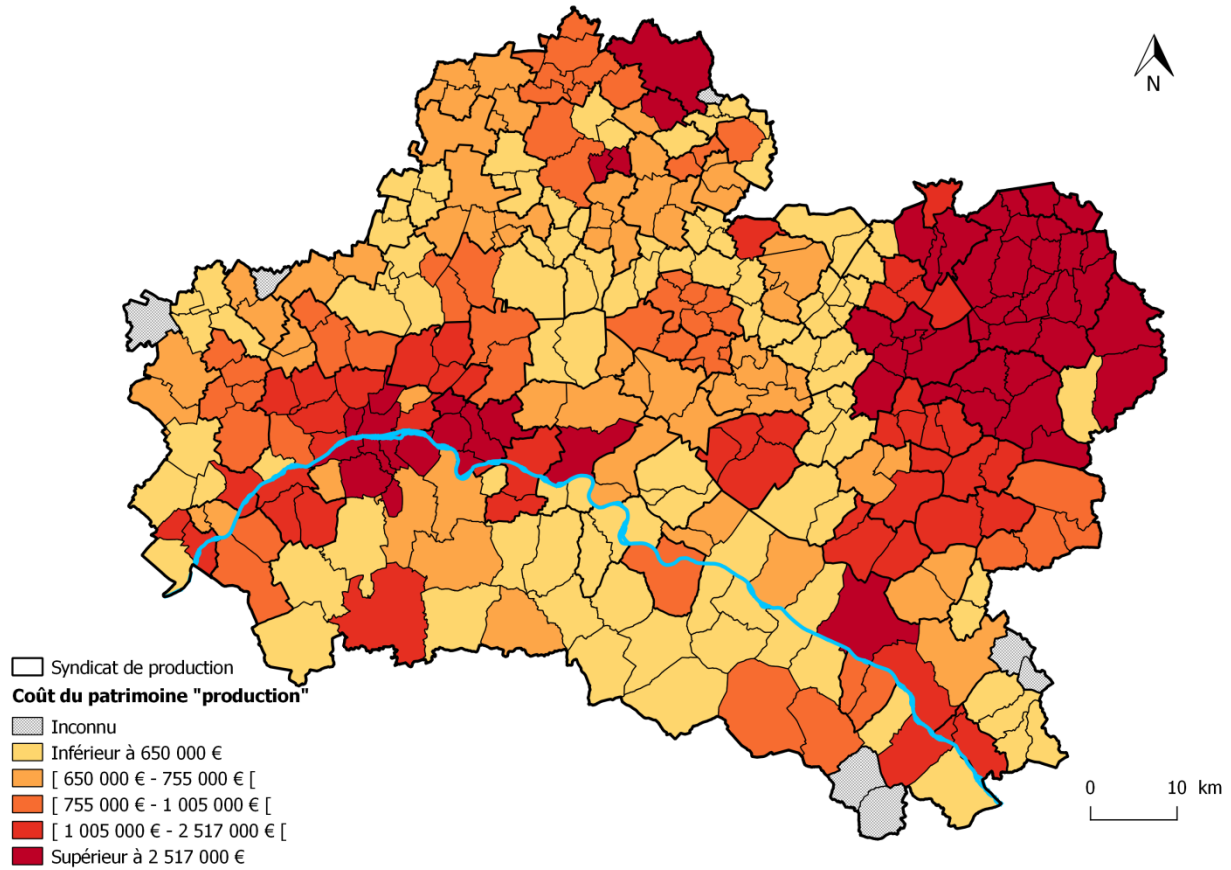 N
Syndicat de production
Coût du patrimoine "production"
Inconnu
Inférieur à 650 000 €
[ 650 000 € - 755 000 € [
[ 755 000 € - 1 005 000 € [
[ 1 005 000 € - 2 517 000 € [
Supérieur à 2 517 000 €
0 10 km